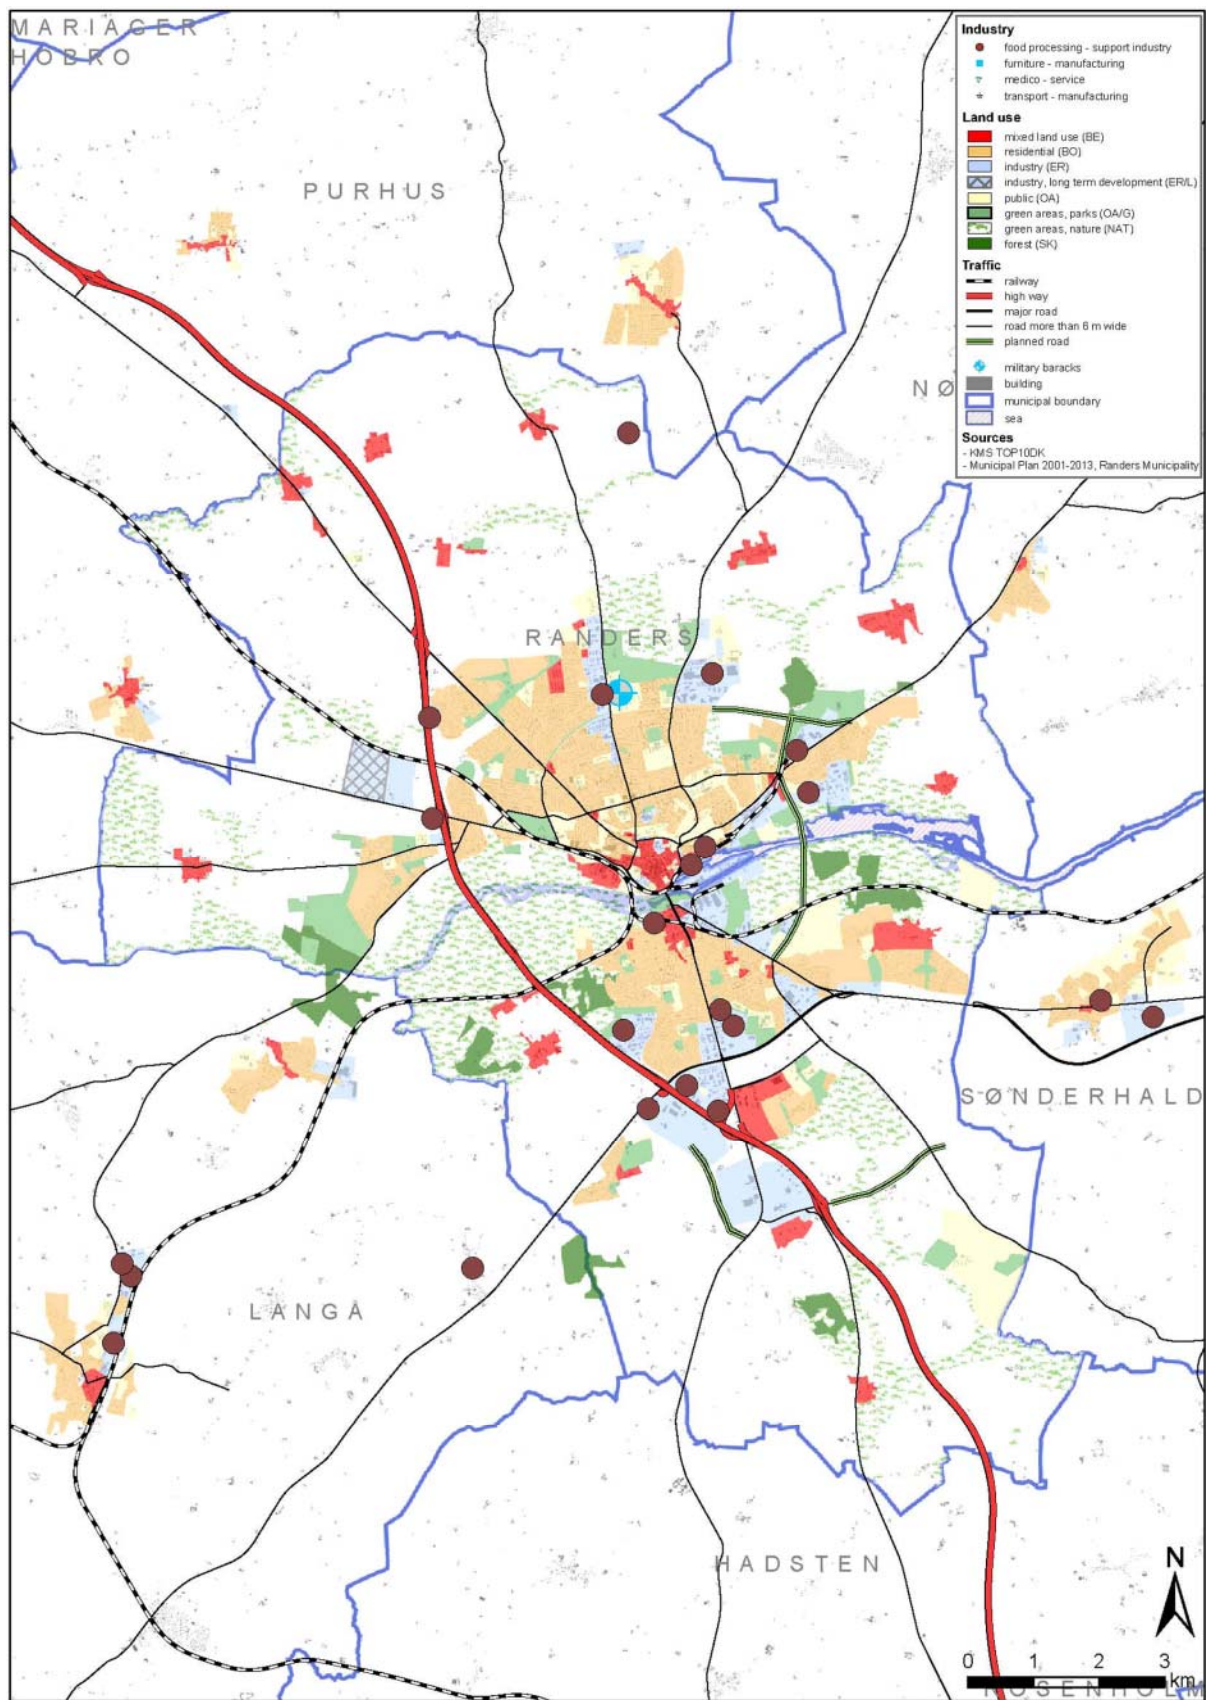 MARIAGER
HOBRO
Industry
food processing - support industry
furniture - manufacturing
medico - service
transport - manufacturing
Land use
mixed land use (BE)
residential (BO)
industry (ER)
industry, long term development (ER/L)
public (OA)
green areas, parks (OA/G)
green areas, nature (NAT)
forest (SK)
Traffic
railway
high way
major road
road more than 6 m wide
planned road
military baracks
building
municipal boundary
sea
Sources
- KMS TOP10DK
- Municipal Plan 2001-2013, Randers Municipality
PURHUS
NØ
RANDERS
SØNDERHALD
LANGÅ
HADSTEN
N
0 1 2 3
km
ROSENHOLM